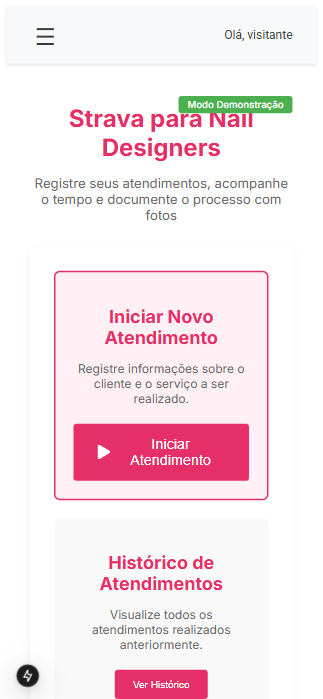 Olá, visitante
Modo Demonstração
Strava para Nail
Designers
Registre seus atendimentos, acompanhe
o tempo e documente o processo com
fotos
Iniciar Novo
Atendimento
Registre informações sobre o
cliente e o serviço a ser
realizado.
Iniciar
Atendimento
Histórico de
Atendimentos
Visualize todos os
atendimentos realizados
anteriormente.
Ver Histórico